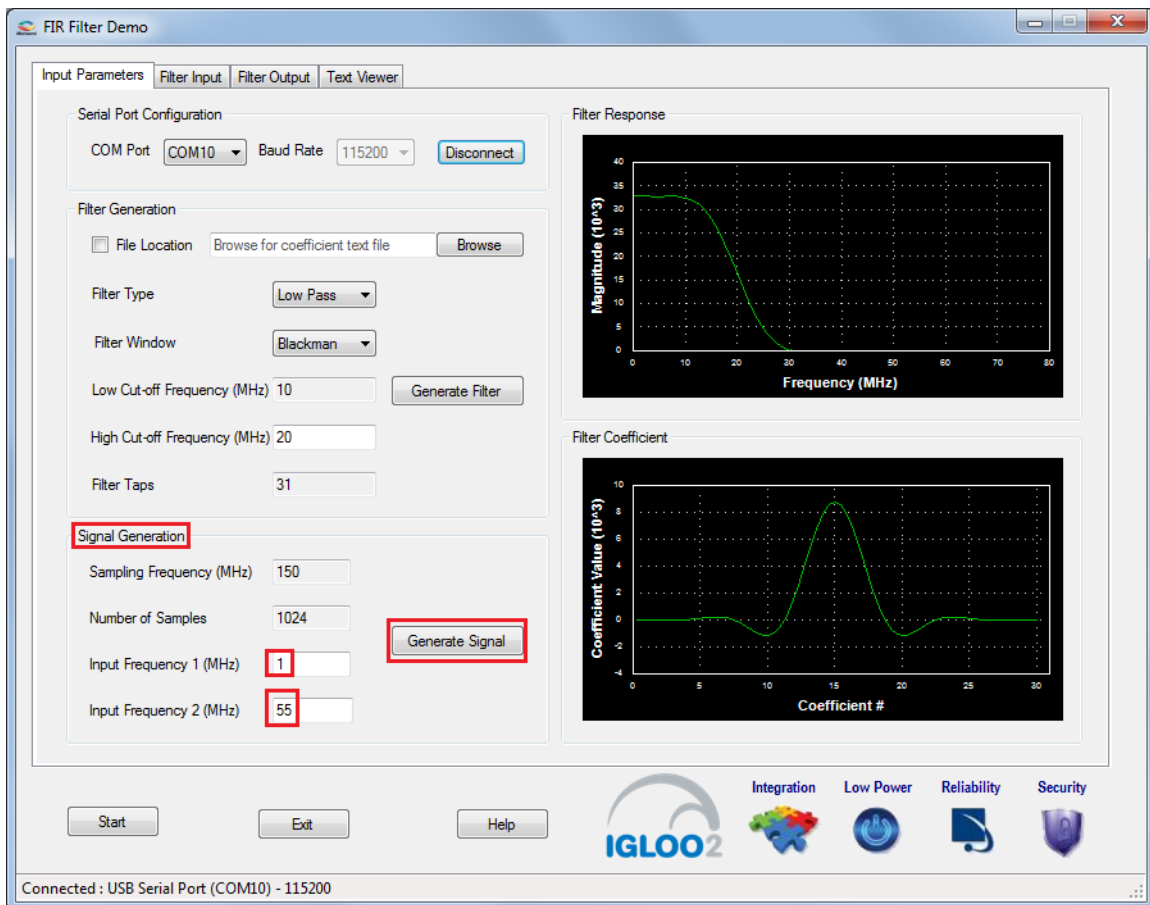 FIR Filter Demo
Input Parameters Filter Input Filter Output Text Viewer
Serial Port Configuration
COM Port COM10 Baud Rate 115200 Disconnect
Filter Generation
File Location Browse for coefficient text file Browse
Filter Type Low Pass
Filter Window Blackman
Low Cut-off Frequency (MHz) 10 Generate Filter
High Cut-off Frequency (MHz) 20
Filter Taps 31
Signal Generation
Sampling Frequency (MHz) 150
Number of Samples 1024
Generate Signal
Input Frequency 1 (MHz) 1
Input Frequency 2 (MHz) 55
Filter Response
Magnitude (10^3)
40
35
30
25
20
15
10
5
0
0 10 20 30 40 50 60 70 80
Frequency (MHz)
Filter Coefficient
Coefficient Value (10^3)
10
8
6
4
2
0
-2
-4
0 5 10 15 20 25 30
Coefficient #
Start Exit Help
IGLOO2
Integration Low Power Reliability Security
Connected : USB Serial Port (COM10) - 115200